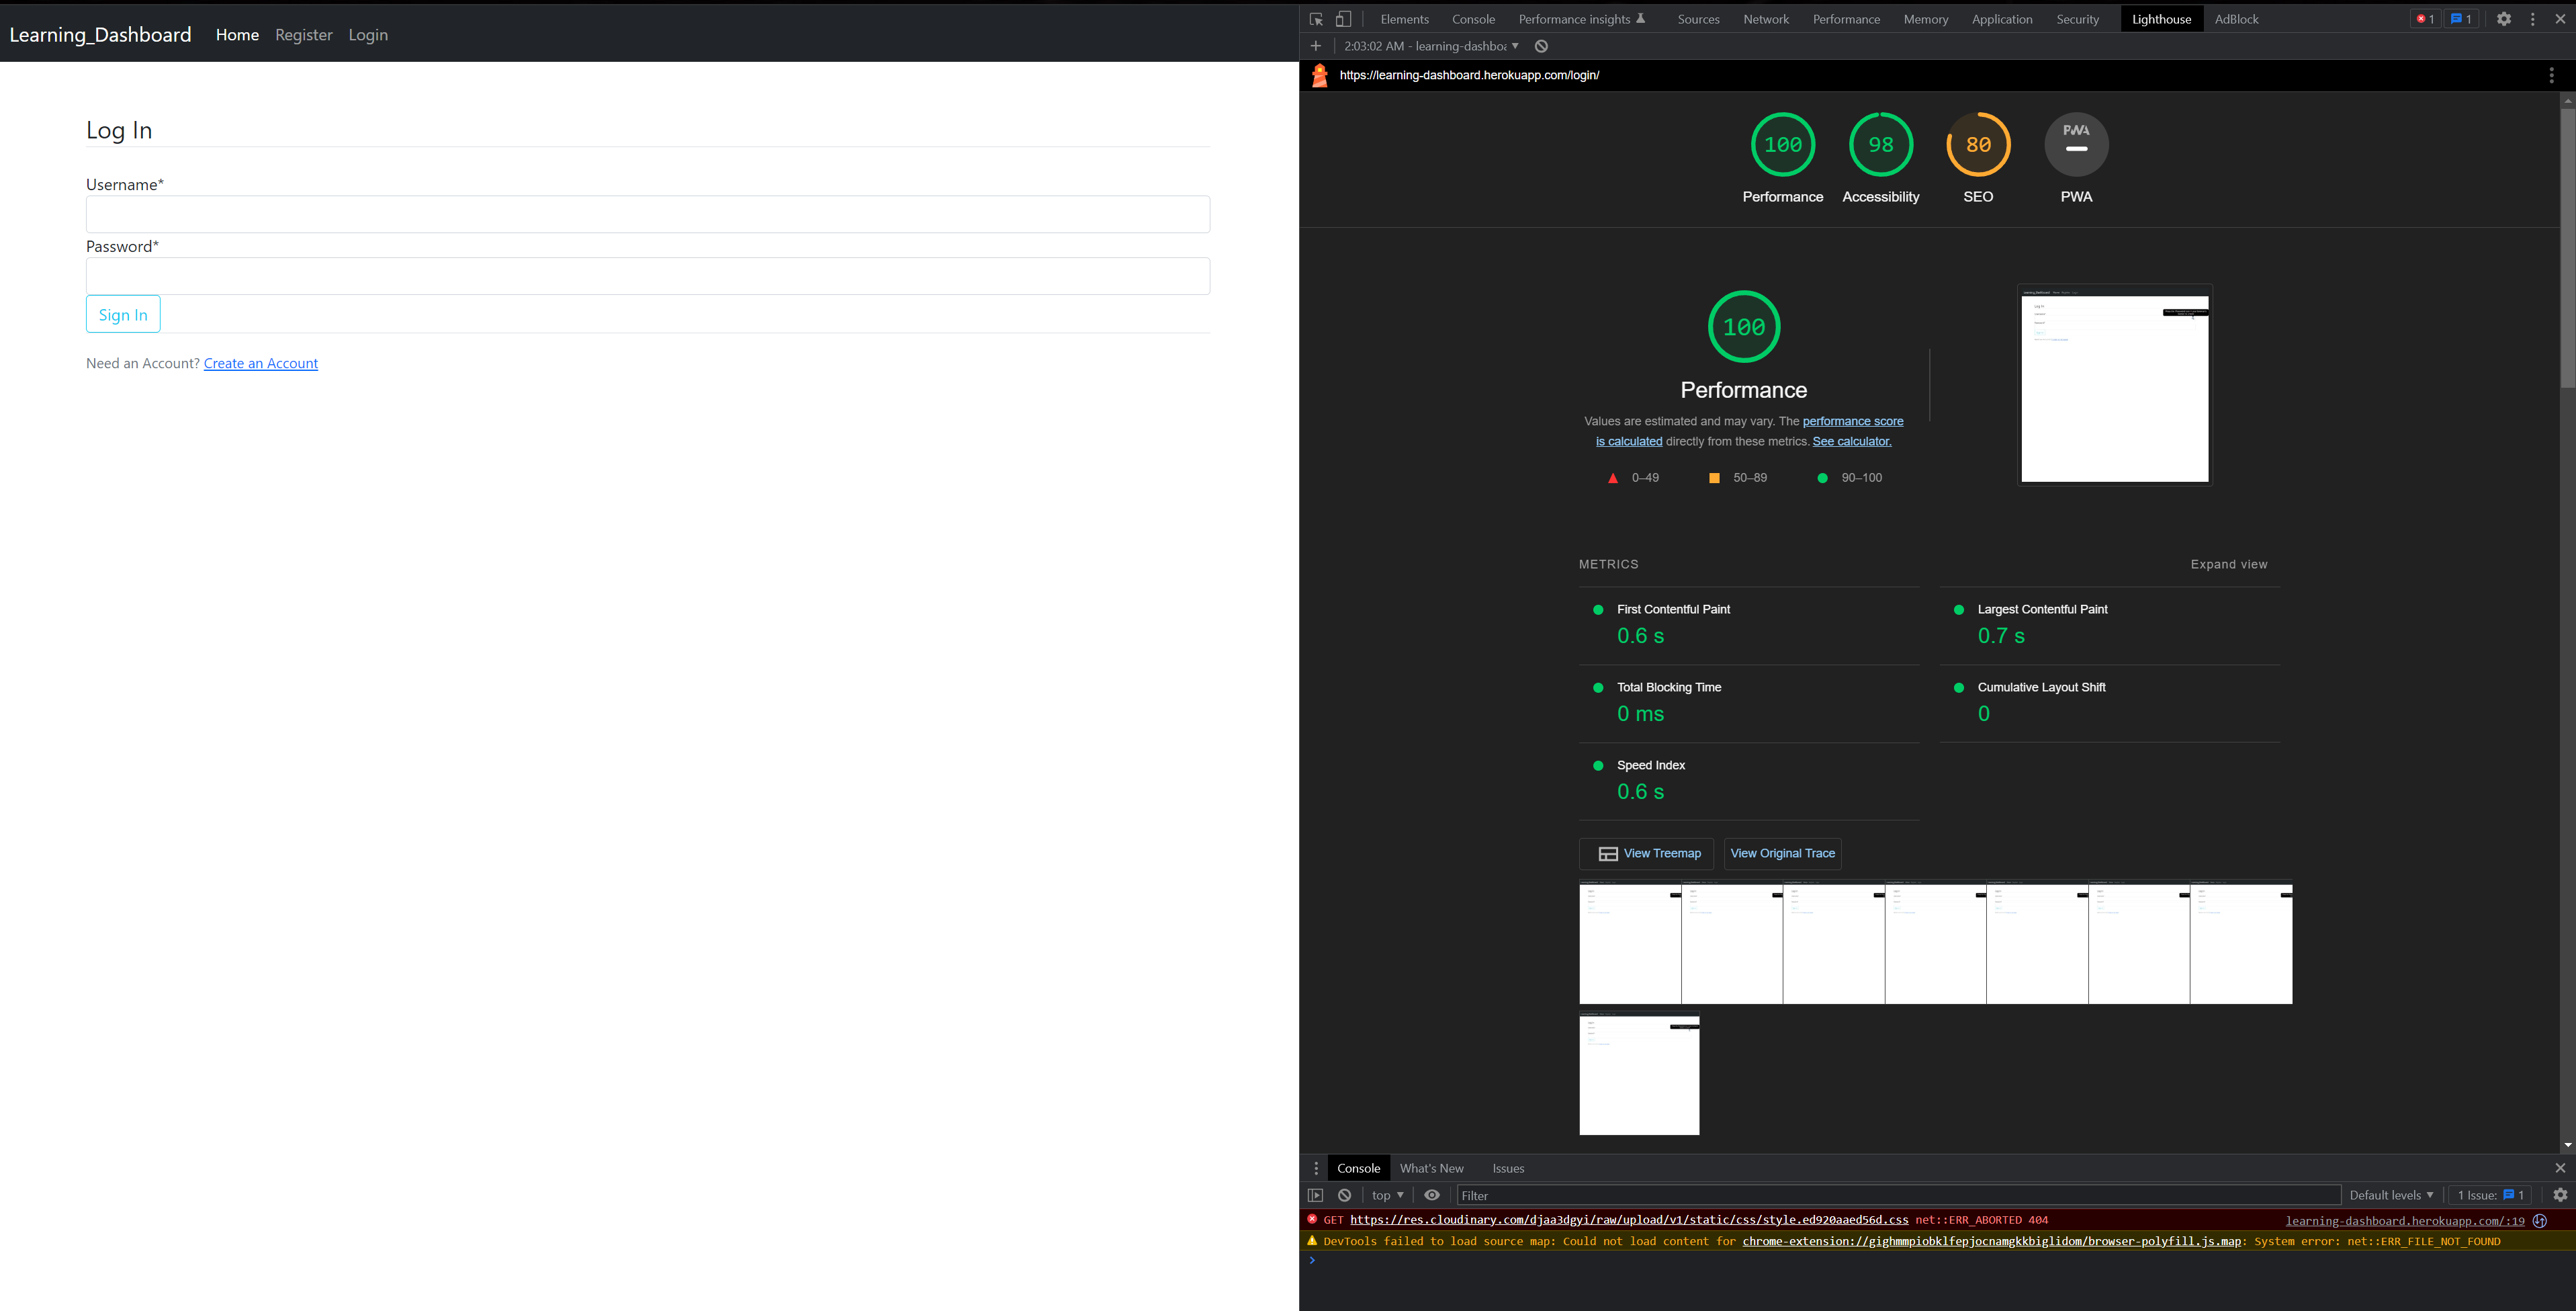 Learning_Dashboard Home Register Login
Log In
Username*
Password*
Sign In
Need an Account? Create an Account
Elements Console Performance insights Sources Network Performance Memory Application Security Lighthouse AdBlock 1 1
2:03:02 AM - learning-dashboa
https://learning-dashboard.herokuapp.com/login/
100 98 80 PWA
Performance Accessibility SEO PWA
100
Performance
Values are estimated and may vary. The performance score
is calculated directly from these metrics. See calculator.
0–49 50–89 90–100
METRICS Expand view
First Contentful Paint
0.6 s
Largest Contentful Paint
0.7 s
Total Blocking Time
0 ms
Cumulative Layout Shift
0
Speed Index
0.6 s
View Treemap View Original Trace
Console What's New Issues
top Filter Default levels 1 Issue: 1
GET https://res.cloudinary.com/djaa3dgyi/raw/upload/v1/static/css/style.ed920aaed56d.css net::ERR_ABORTED 404 learning-dashboard.herokuapp.com/:19
DevTools failed to load source map: Could not load content for chrome-extension://gighmmpiobklfepjocnamgkkbiglidom/browser-polyfill.js.map: System error: net::ERR_FILE_NOT_FOUND